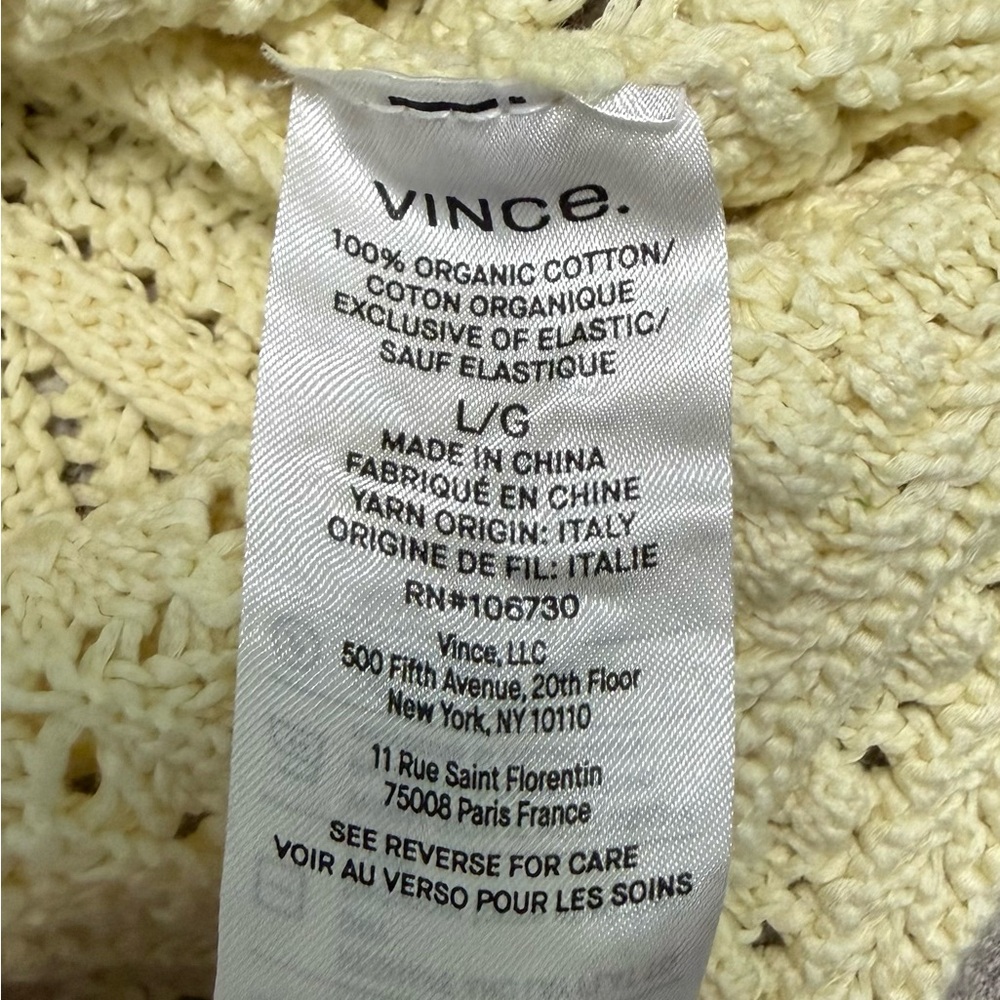 VINCE.
100% ORGANIC COTTON/
COTON ORGANIQUE
EXCLUSIVE OF ELASTIC/
SAUF ELASTIQUE
L/G
MADE IN CHINA
FABRIQUÉ EN CHINE
YARN ORIGIN: ITALY
ORIGINE DE FIL: ITALIE
RN#106730
Vince, LLC
500 Fifth Avenue, 20th Floor
New York, NY 10110
11 Rue Saint Florentin
75008 Paris France
SEE REVERSE FOR CARE
VOIR AU VERSO POUR LES SOINS